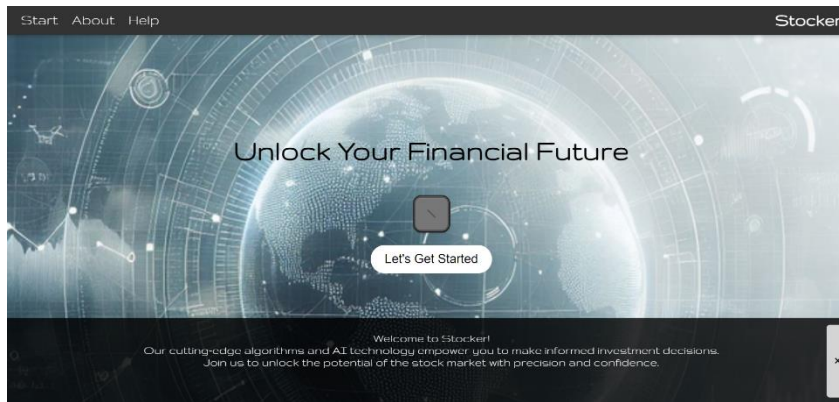 Start About Help Stocker
Unlock Your Financial Future
Let's Get Started
Welcome to Stocker!
Our cutting-edge algorithms and AI technology empower you to make informed investment decisions.
Join us to unlock the potential of the stock market with precision and confidence.